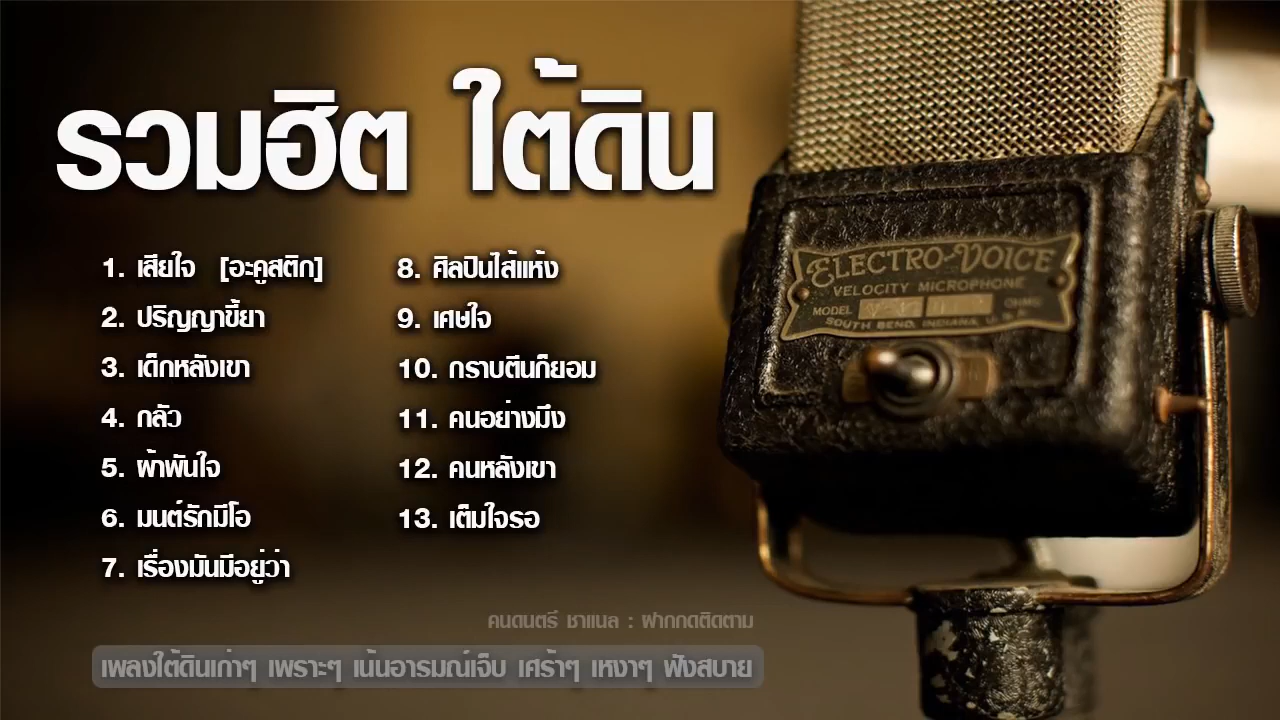 รวมฮิต ใต้ดิน
1. เสียใจ [อะคูสติก]
2. ปริญญาขี้ยา
3. เด็กหลังเขา
4. กลัว
5. ผ้าพันใจ
6. มนต์รักมีโอ
7. เรื่องมันมีอยู่ว่า
8. ศิลปินไส้แห้ง
9. เศษใจ
10. กราบตีนก็ยอม
11. คนอย่างมึง
12. คนหลังเขา
13. เต็มใจรอ
คนดนตรี ชาแนล : ฝากกดติดตาม
เพลงใต้ดินเก่าๆ เพราะๆ เน้นอารมณ์เจ็บ เศร้าๆ เหงาๆ ฟังสบาย
ELECTRO-VOICE
VELOCITY MICROPHONE
MODEL OHMS
SOUTH BEND, INDIANA, U.S.A.